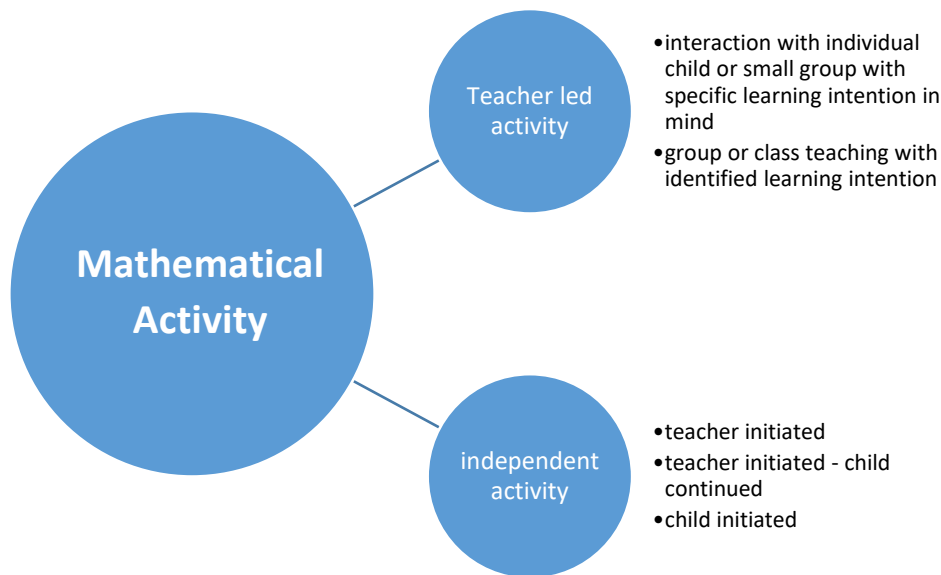 Mathematical
Activity
Teacher led
activity
•interaction with individual
child or small group with
specific learning intention in
mind
•group or class teaching with
identified learning intention
independent
activity
•teacher initiated
•teacher initiated - child
continued
•child initiated